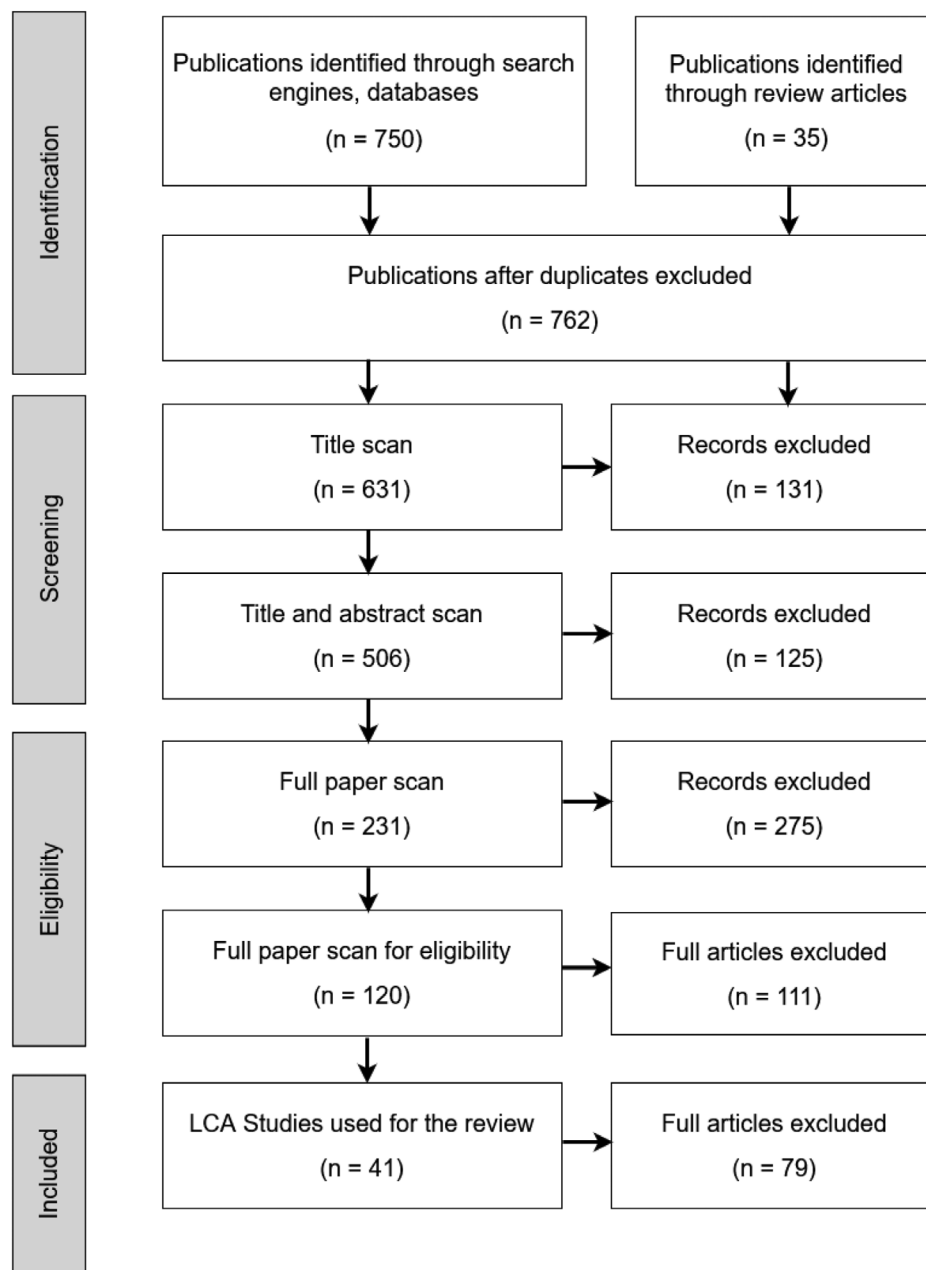 Identification
Publications identified through search
engines, databases
(n = 750)
Publications identified
through review articles
(n = 35)
Publications after duplicates excluded
(n = 762)
Screening
Title scan
(n = 631)
Records excluded
(n = 131)
Title and abstract scan
(n = 506)
Records excluded
(n = 125)
Eligibility
Full paper scan
(n = 231)
Records excluded
(n = 275)
Full paper scan for eligibility
(n = 120)
Full articles excluded
(n = 111)
Included
LCA Studies used for the review
(n = 41)
Full articles excluded
(n = 79)